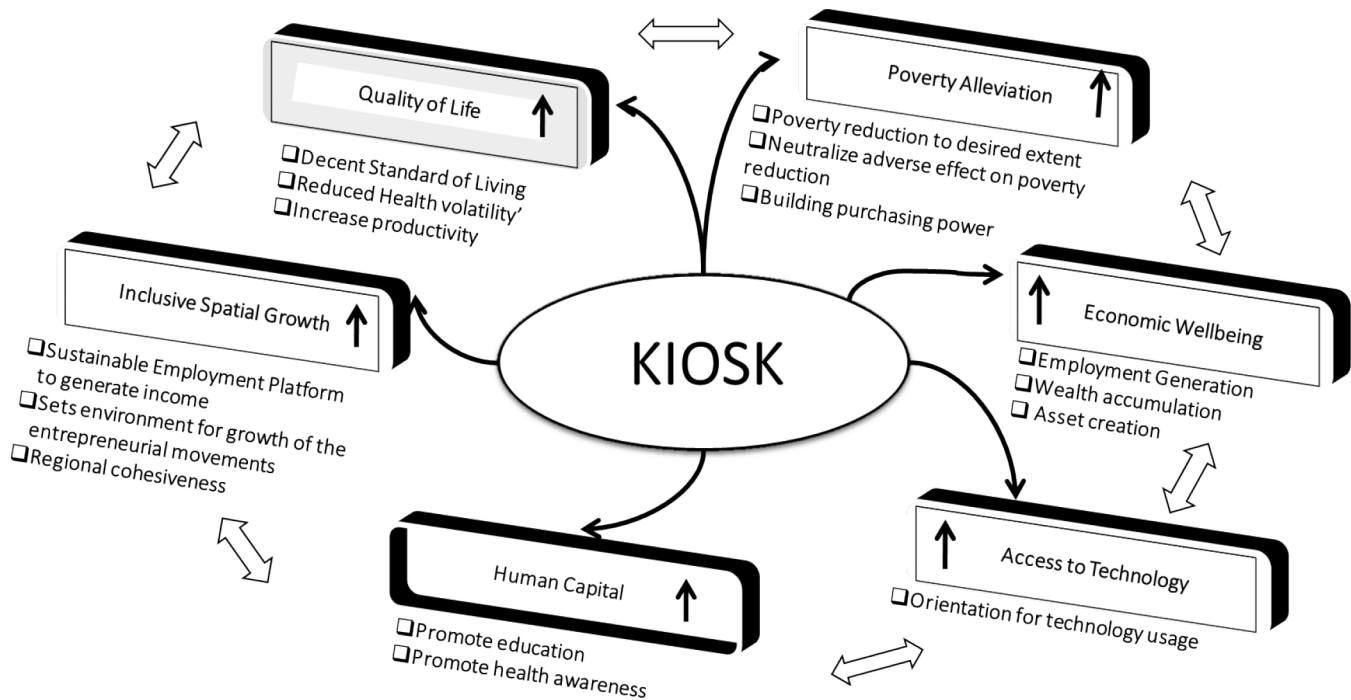 Quality of Life
❑Decent Standard of Living
❑Reduced Health volatility’
❑Increase productivity
Poverty Alleviation
❑Poverty reduction to desired extent
❑Neutralize adverse effect on poverty
reduction
❑Building purchasing power
Inclusive Spatial Growth
❑Sustainable Employment Platform
to generate income
❑Sets environment for growth of the
entrepreneurial movements
❑Regional cohesiveness
KIOSK
Economic Wellbeing
❑Employment Generation
❑Wealth accumulation
❑Asset creation
Human Capital
❑Promote education
❑Promote health awareness
Access to Technology
❑Orientation for technology usage